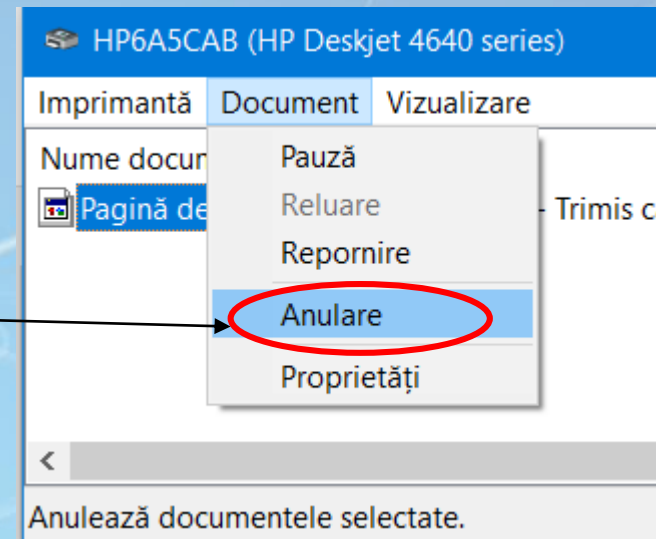 HP6A5CAB (HP Deskjet 4640 series)
Imprimantă Document Vizualizare
Nume docum
Pauză
Pagină de
Reluare
- Trimis c
Repornire
Anulare
Proprietăți
<
Anulează documentele selectate.